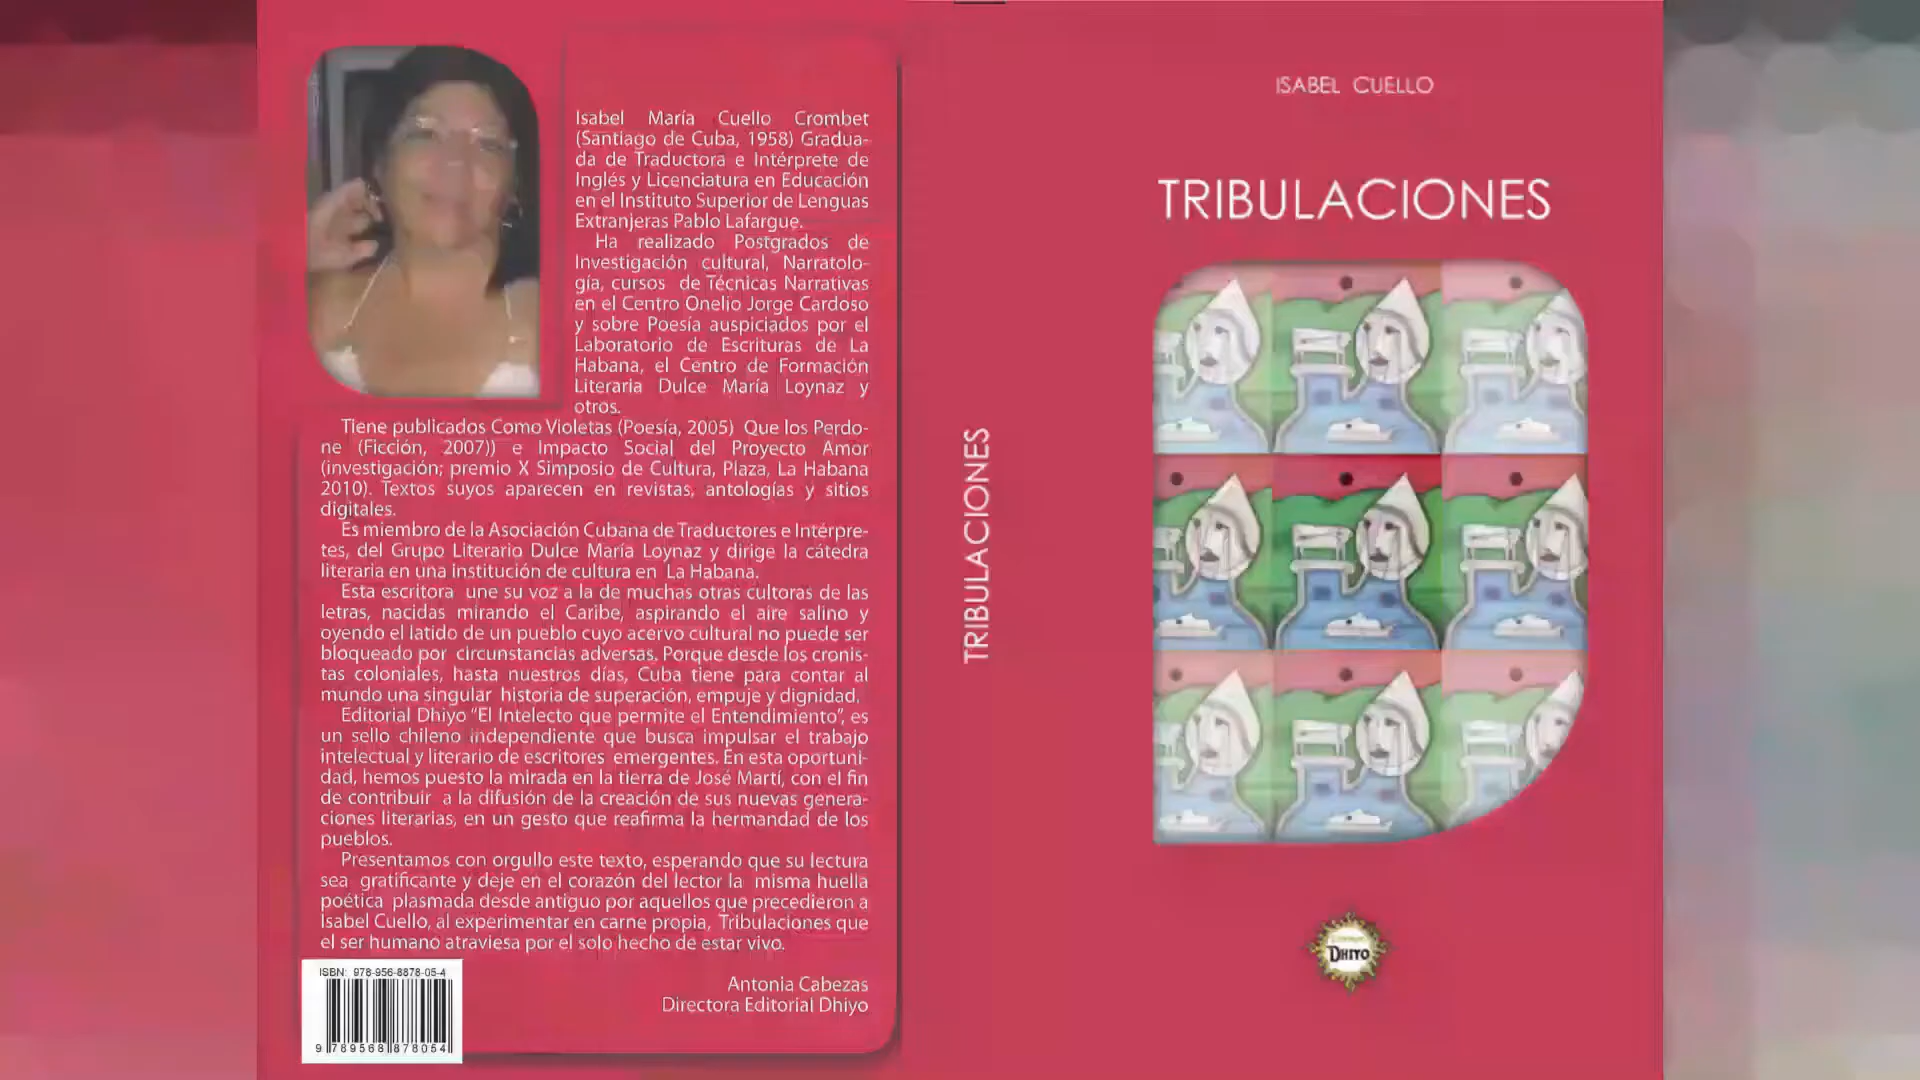 Isabel María Cuello Crombet
(Santiago de Cuba, 1958) Gradua-
da de Traductora e Intérprete de
Inglés y Licenciatura en Educación
en el Instituto Superior de Lenguas
Extranjeras Pablo Lafargue.
Ha realizado Postgrados de
Investigación cultural, Narratolo-
gía, cursos de Técnicas Narrativas
en el Centro Onelio Jorge Cardoso
y sobre Poesía auspiciados por el
Laboratorio de Escrituras de La
Habana, el Centro de Formación
Literaria Dulce María Loynaz y
otros.
Tiene publicados Como Violetas (Poesía, 2005) Que los Perdo-
ne (Ficción, 2007)) e Impacto Social del Proyecto Amor
(investigación; premio X Simposio de Cultura, Plaza, La Habana
2010). Textos suyos aparecen en revistas, antologías y sitios
digitales.
Es miembro de la Asociación Cubana de Traductores e Intérpre-
tes, del Grupo Literario Dulce María Loynaz y dirige la cátedra
literaria en una institución de cultura en La Habana.
Esta escritora une su voz a la de muchas otras cultoras de las
letras, nacidas mirando el Caribe, aspirando el aire salino y
oyendo el latido de un pueblo cuyo acervo cultural no puede ser
bloqueado por circunstancias adversas. Porque desde los cronis-
tas coloniales, hasta nuestros días, Cuba tiene para contar al
mundo una singular historia de superación, empuje y dignidad.
Editorial Dhiyo "El Intelecto que permite el Entendimiento", es
un sello chileno independiente que busca impulsar el trabajo
intelectual y literario de escritores emergentes. En esta oportuni-
dad, hemos puesto la mirada en la tierra de José Martí, con el fin
de contribuir a la difusión de la creación de sus nuevas genera-
ciones literarias, en un gesto que reafirma la hermandad de los
pueblos.
Presentamos con orgullo este texto, esperando que su lectura
sea gratificante y deje en el corazón del lector la misma huella
poética plasmada desde antiguo por aquellos que precedieron a
Isabel Cuello, al experimentar en carne propia, Tribulaciones que
el ser humano atraviesa por el solo hecho de estar vivo.
Antonia Cabezas
Directora Editorial Dhiyo
ISBN: 978-956-8878-05-4
9 789568 878054
TRIBULACIONES
ISABEL CUELLO
TRIBULACIONES
DHIYO